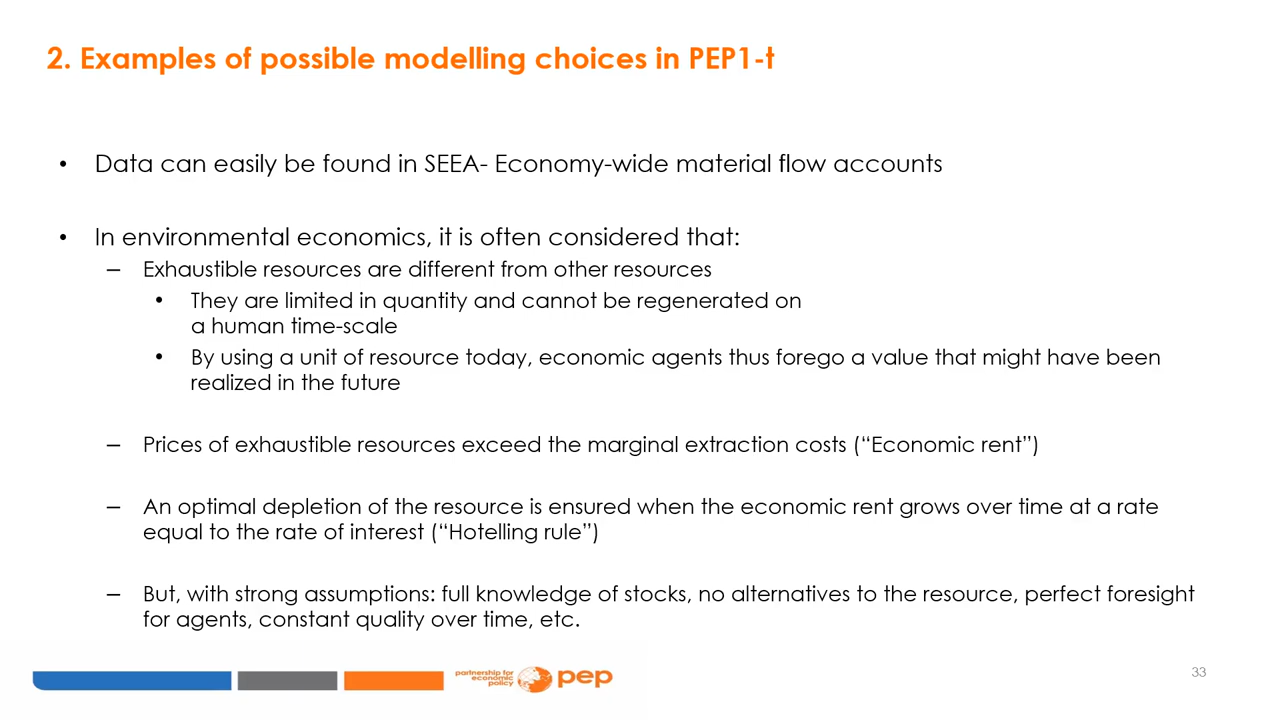 2. Examples of possible modelling choices in PEP1-t
• Data can easily be found in SEEA- Economy-wide material flow accounts
• In environmental economics, it is often considered that:
– Exhaustible resources are different from other resources
• They are limited in quantity and cannot be regenerated on
a human time-scale
• By using a unit of resource today, economic agents thus forego a value that might have been
realized in the future
– Prices of exhaustible resources exceed the marginal extraction costs (“Economic rent”)
– An optimal depletion of the resource is ensured when the economic rent grows over time at a rate
equal to the rate of interest (“Hotelling rule”)
– But, with strong assumptions: full knowledge of stocks, no alternatives to the resource, perfect foresight
for agents, constant quality over time, etc.
partnership for
economic
policy
pep
33